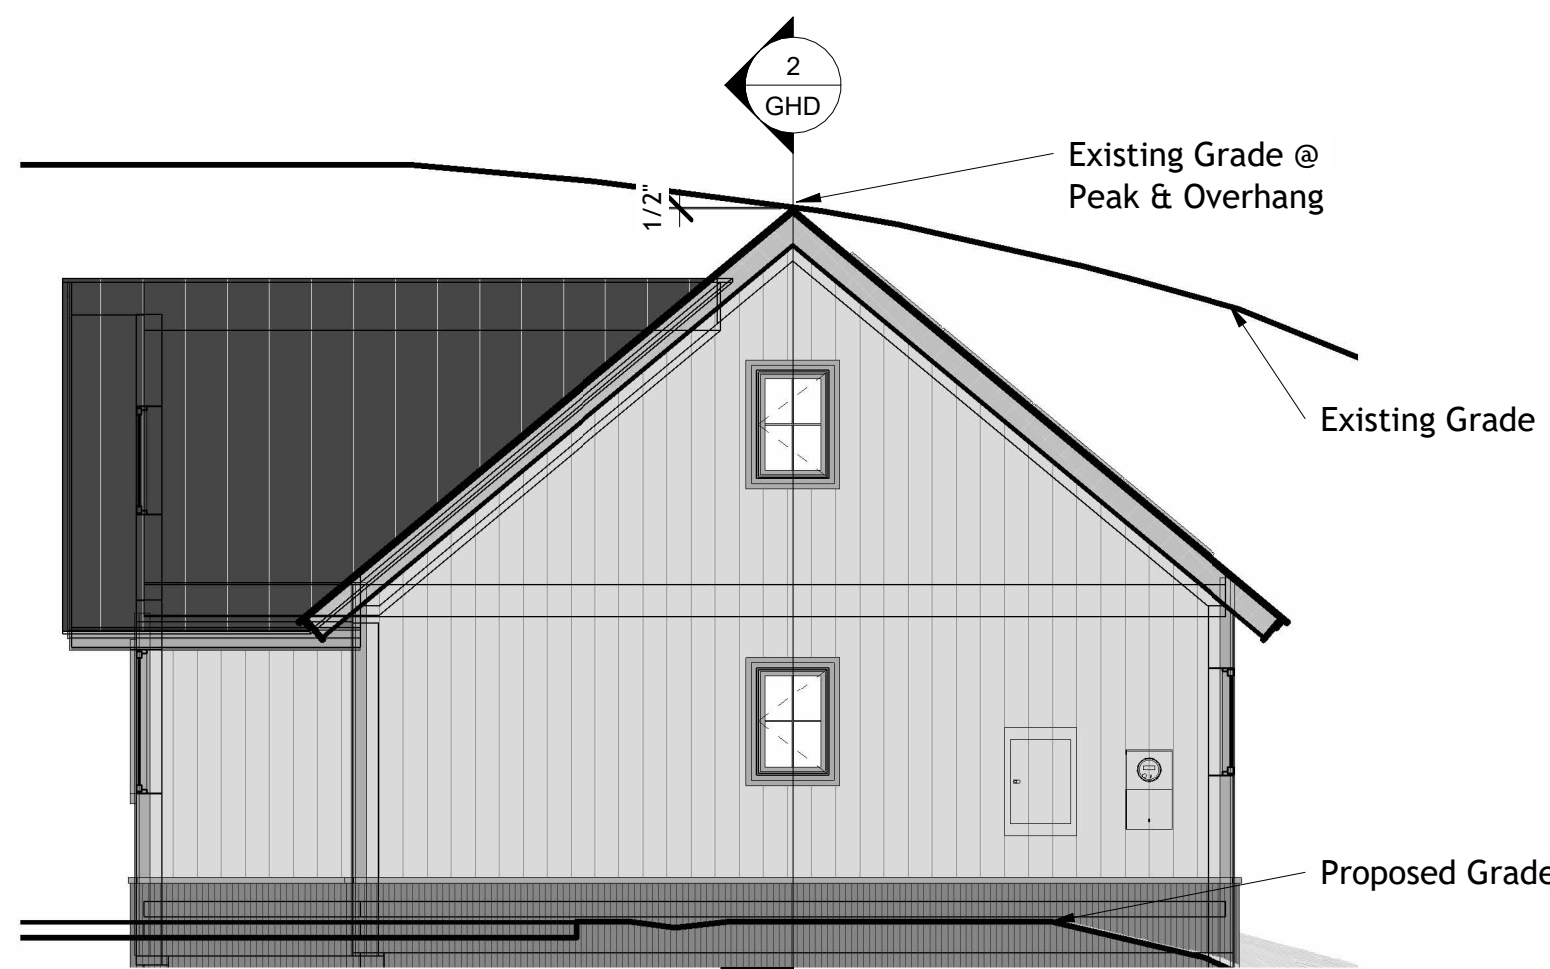 2
GHD
Existing Grade @
Peak & Overhang
1/2"
Existing Grade
Proposed Grade